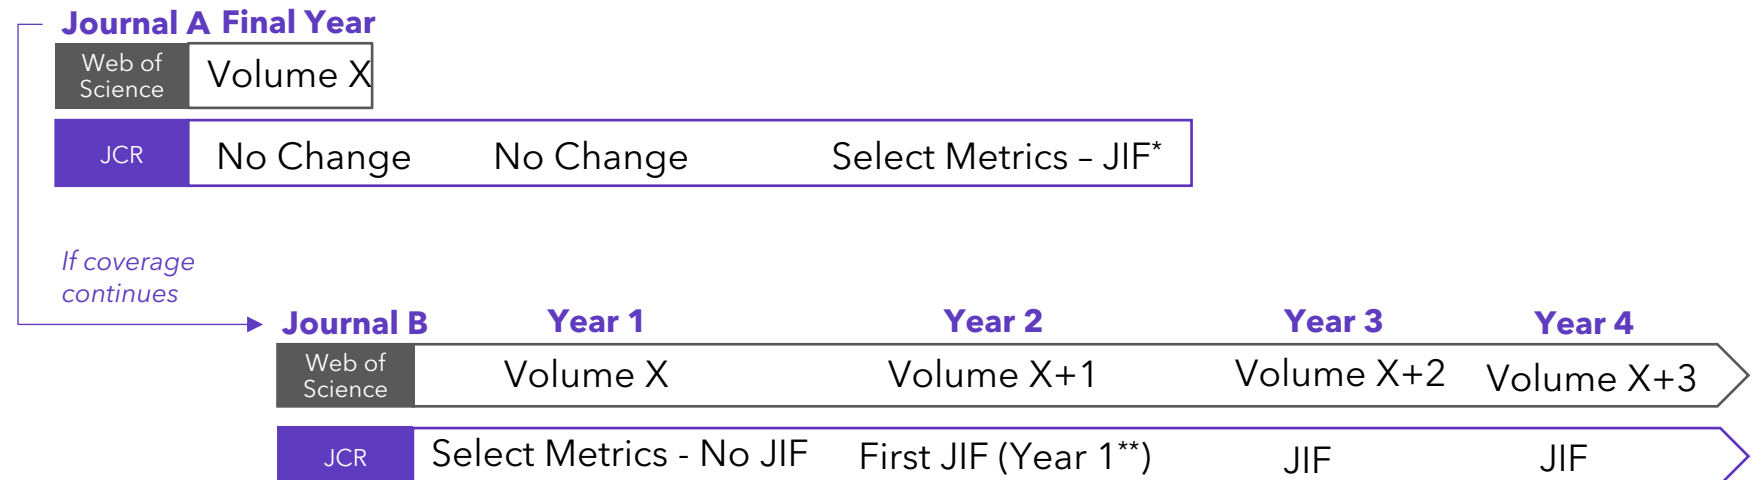 Journal A Final Year
Web of
Science
Volume X
JCR
No Change
No Change
Select Metrics – JIF*
If coverage
continues
Journal B
Year 1
Year 2
Year 3
Year 4
Web of
Science
Volume X
Volume X+1
Volume X+2
Volume X+3
JCR
Select Metrics - No JIF
First JIF (Year 1**)
JIF
JIF